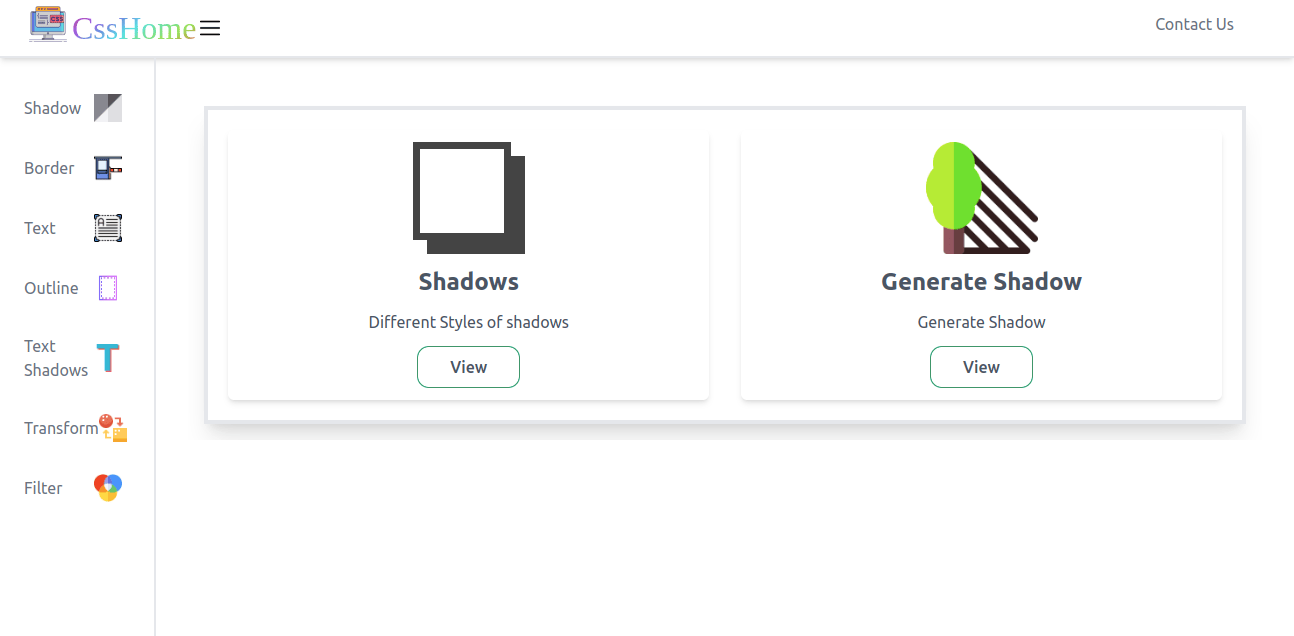 CssHome
Contact Us
Shadow
Border
Text
Outline
Text
Shadows
Transform
Filter
Shadows
Different Styles of shadows
View
Generate Shadow
Generate Shadow
View